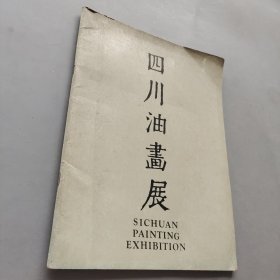 四川油畫展
SICHUAN
PAINTING
EXHIBITION